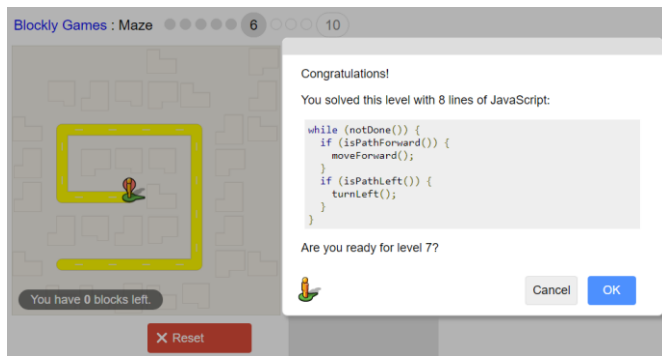 Blockly Games : Maze 6 10
Congratulations!
You solved this level with 8 lines of JavaScript:
while (notDone()) {
  if (isPathForward()) {
    moveForward();
  }
  if (isPathLeft()) {
    turnLeft();
  }
}
Are you ready for level 7?
You have 0 blocks left.
Cancel OK
Reset